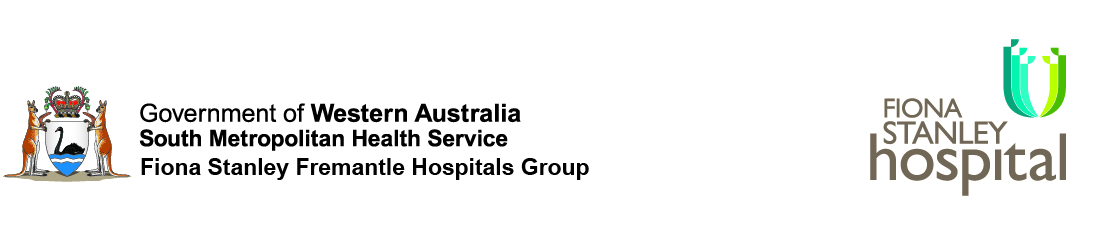 Government of Western Australia
South Metropolitan Health Service
Fiona Stanley Fremantle Hospitals Group
FIONA
STANLEY
hospital